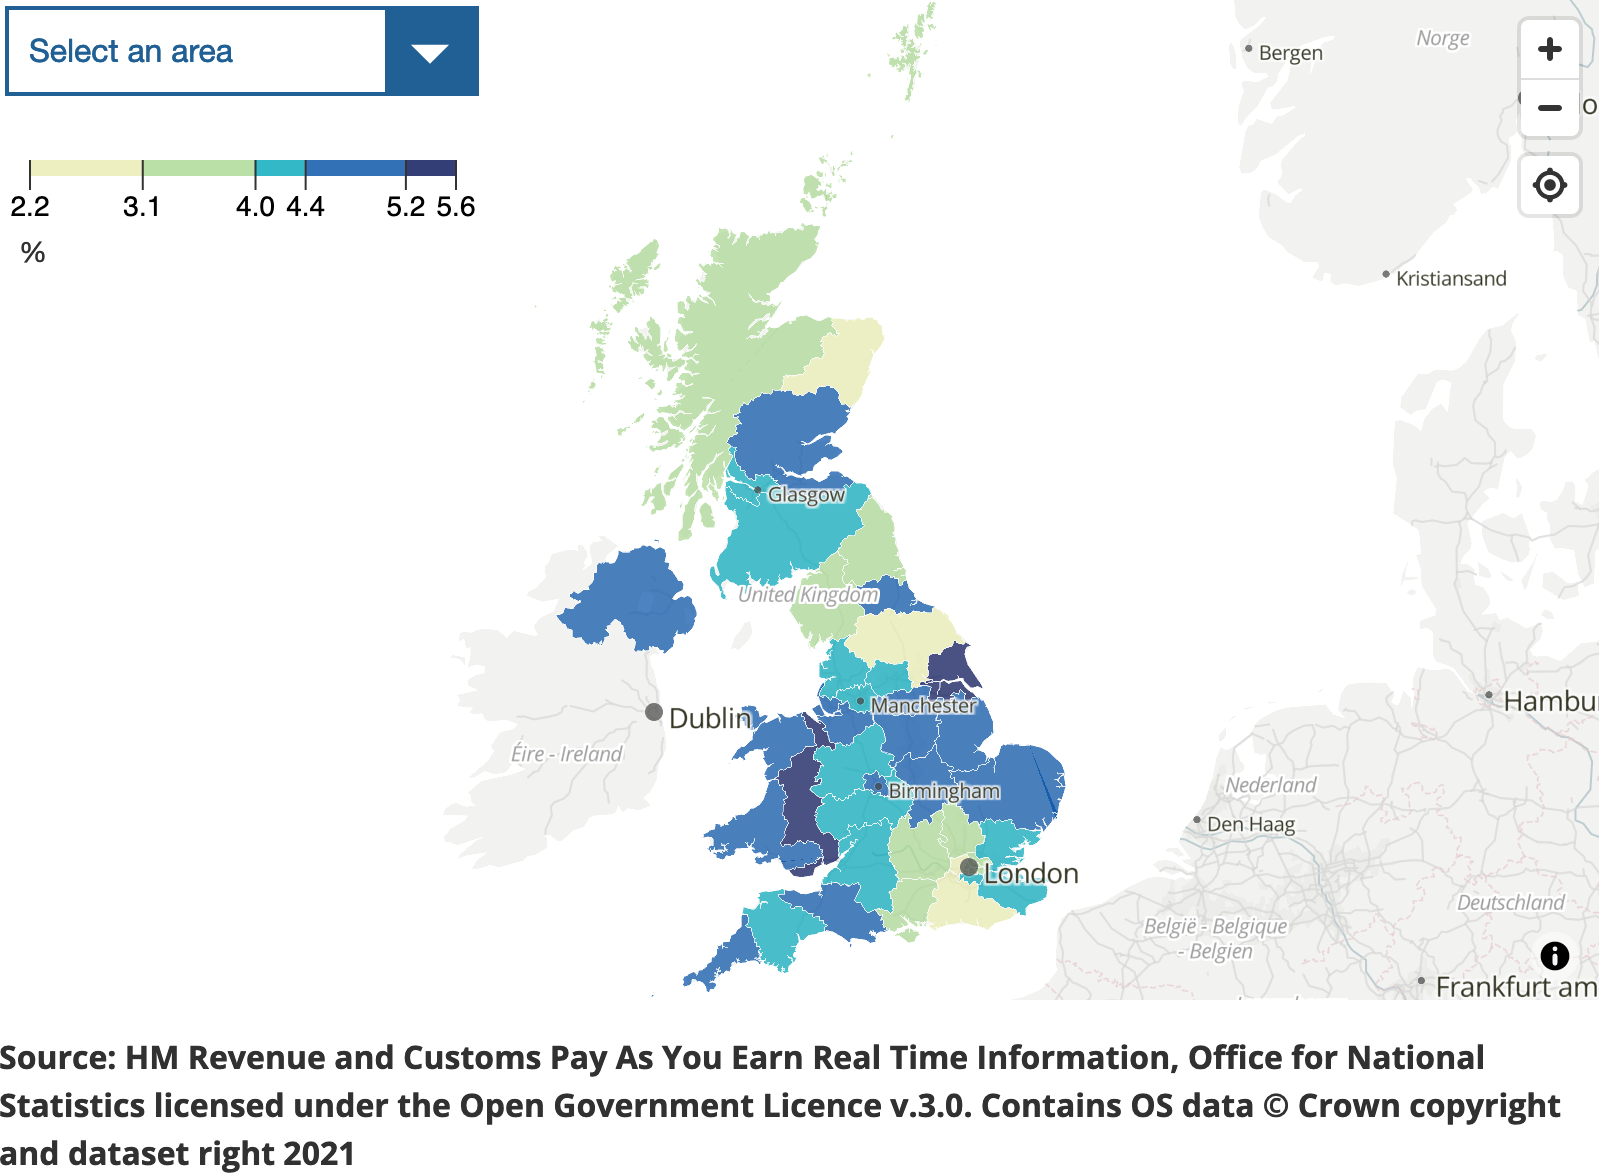 Select an area
2.2 3.1 4.0 4.4 5.2 5.6
%
Bergen
Norge
+
−
Kristiansand
Glasgow
United Kingdom
Manchester
Dublin
Éire - Ireland
Birmingham
London
Hambu
Nederland
Den Haag
Deutschland
België - Belgique
- Belgien
Frankfurt am
Source: HM Revenue and Customs Pay As You Earn Real Time Information, Office for National
Statistics licensed under the Open Government Licence v.3.0. Contains OS data © Crown copyright
and dataset right 2021